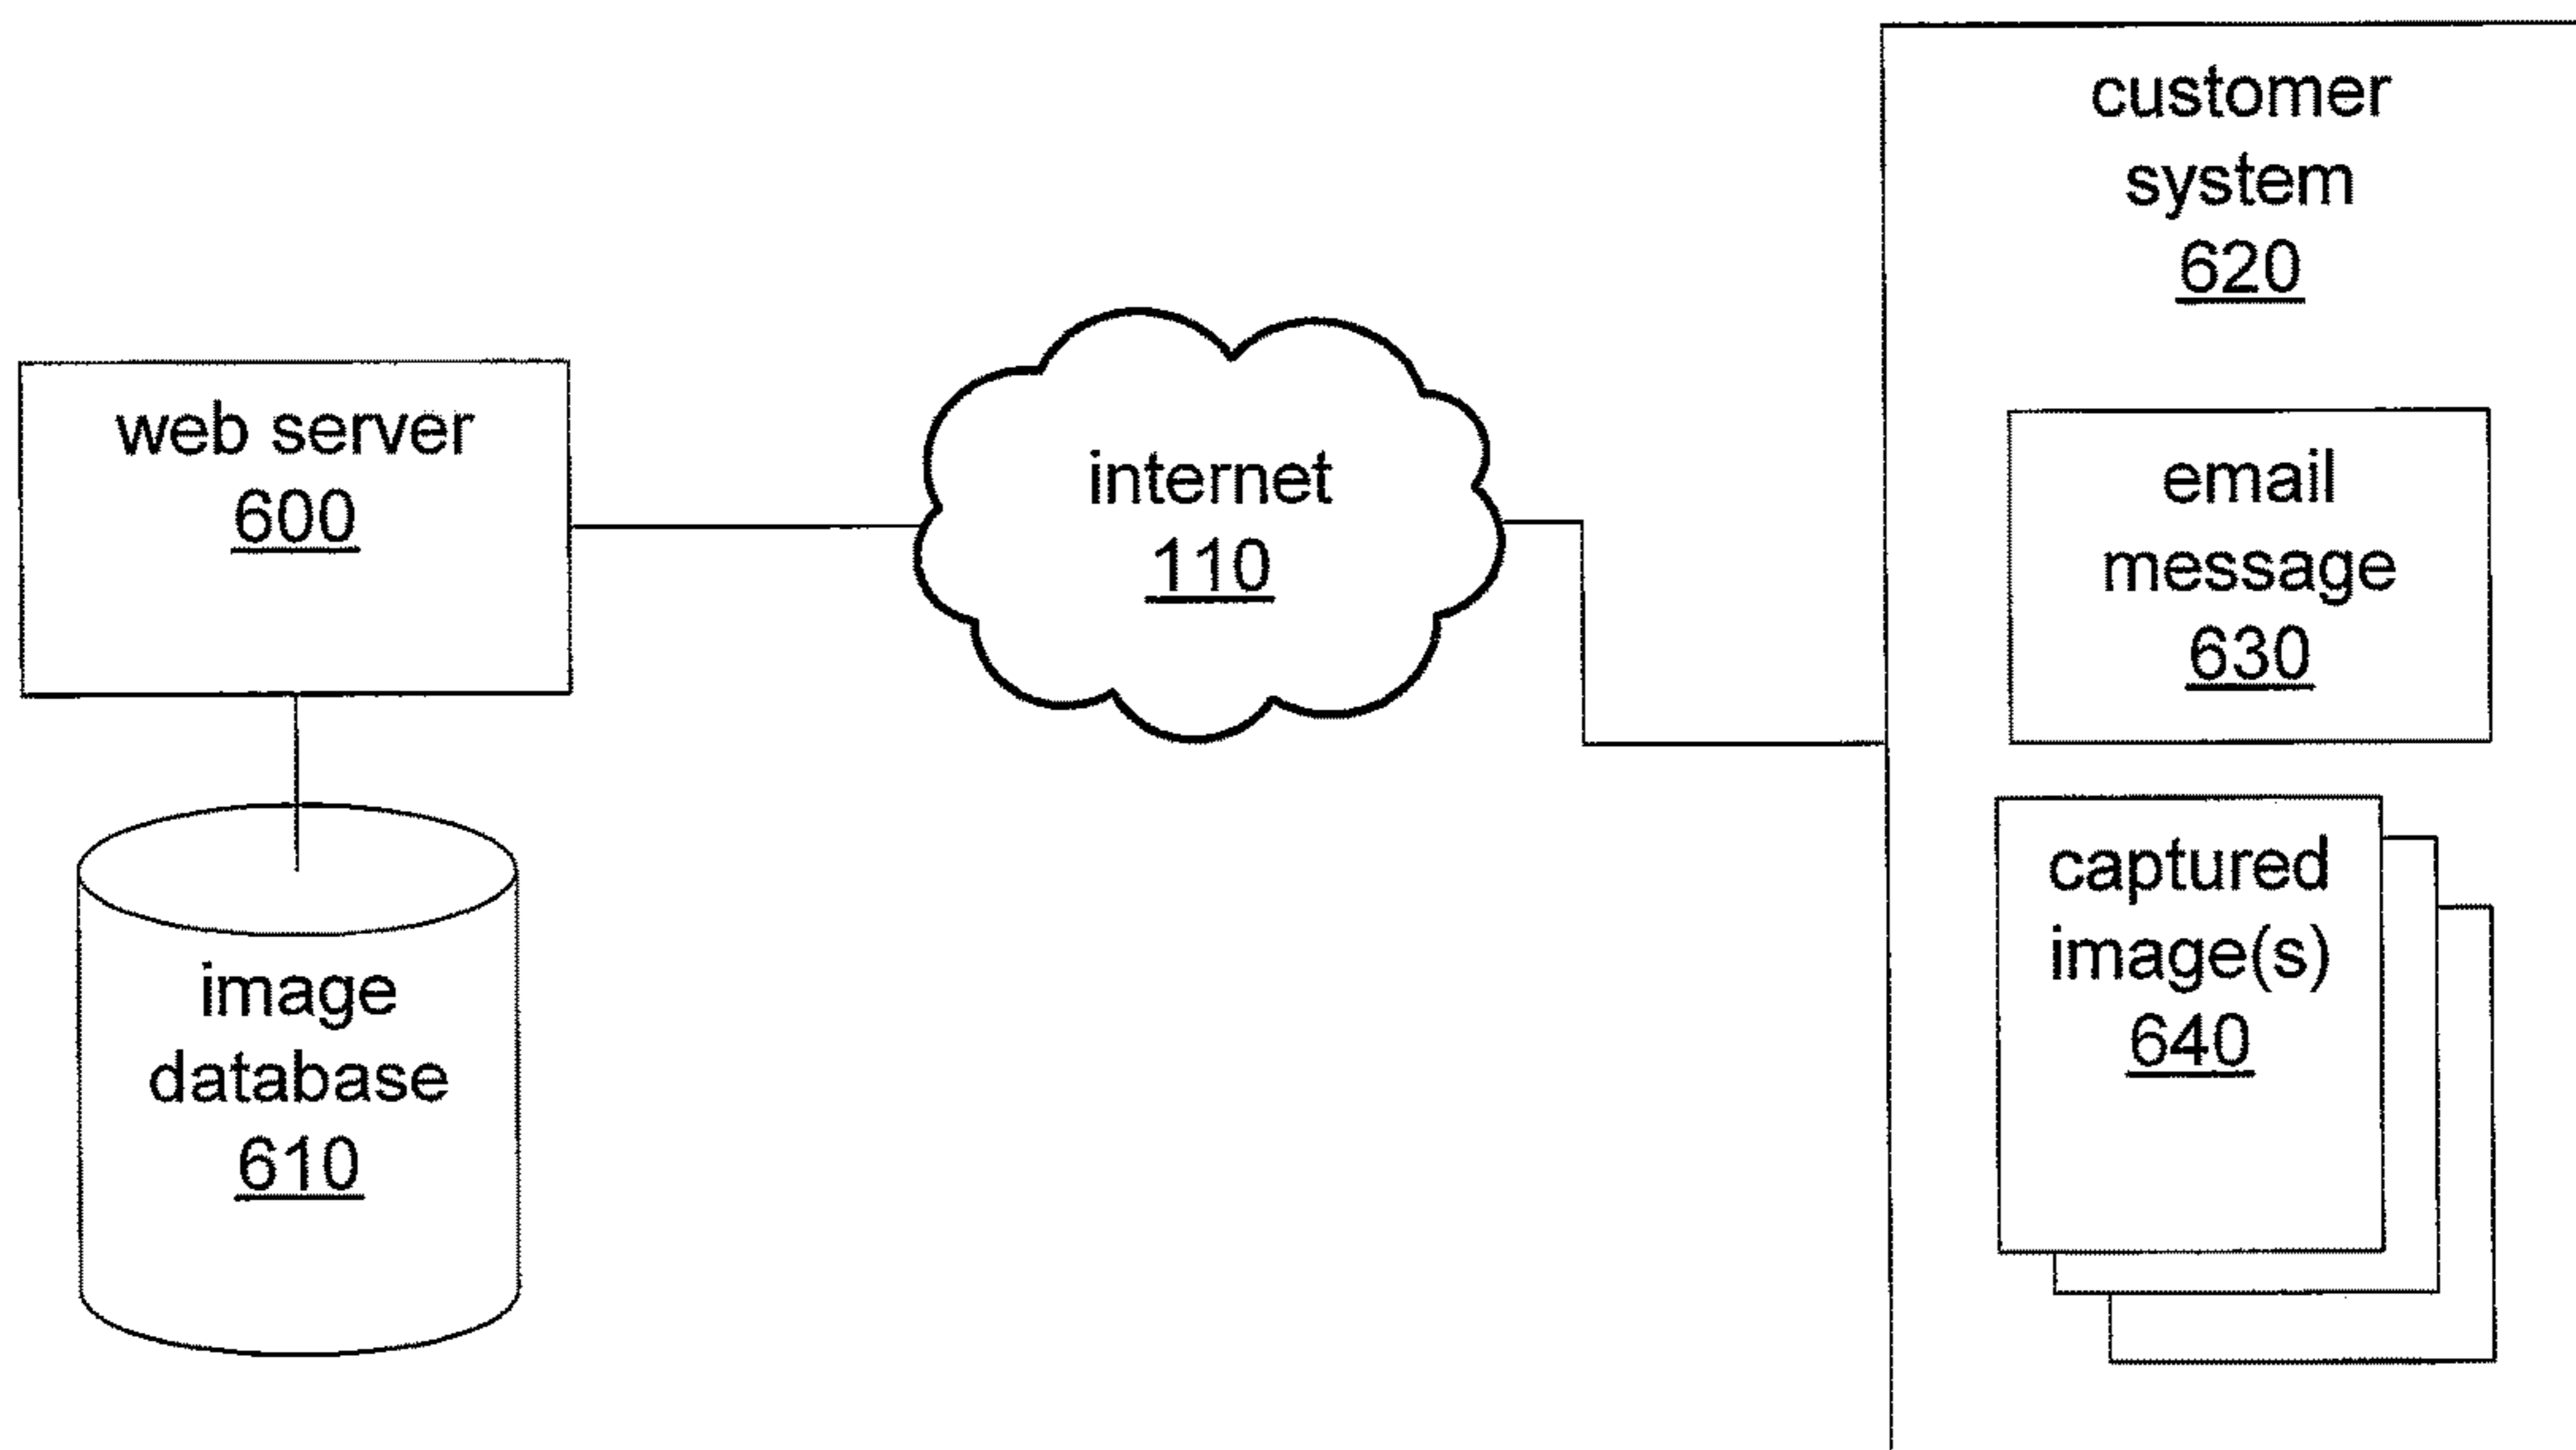 web server
600
image
database
610
internet
110
customer
system
620
email
message
630
captured
image(s)
640